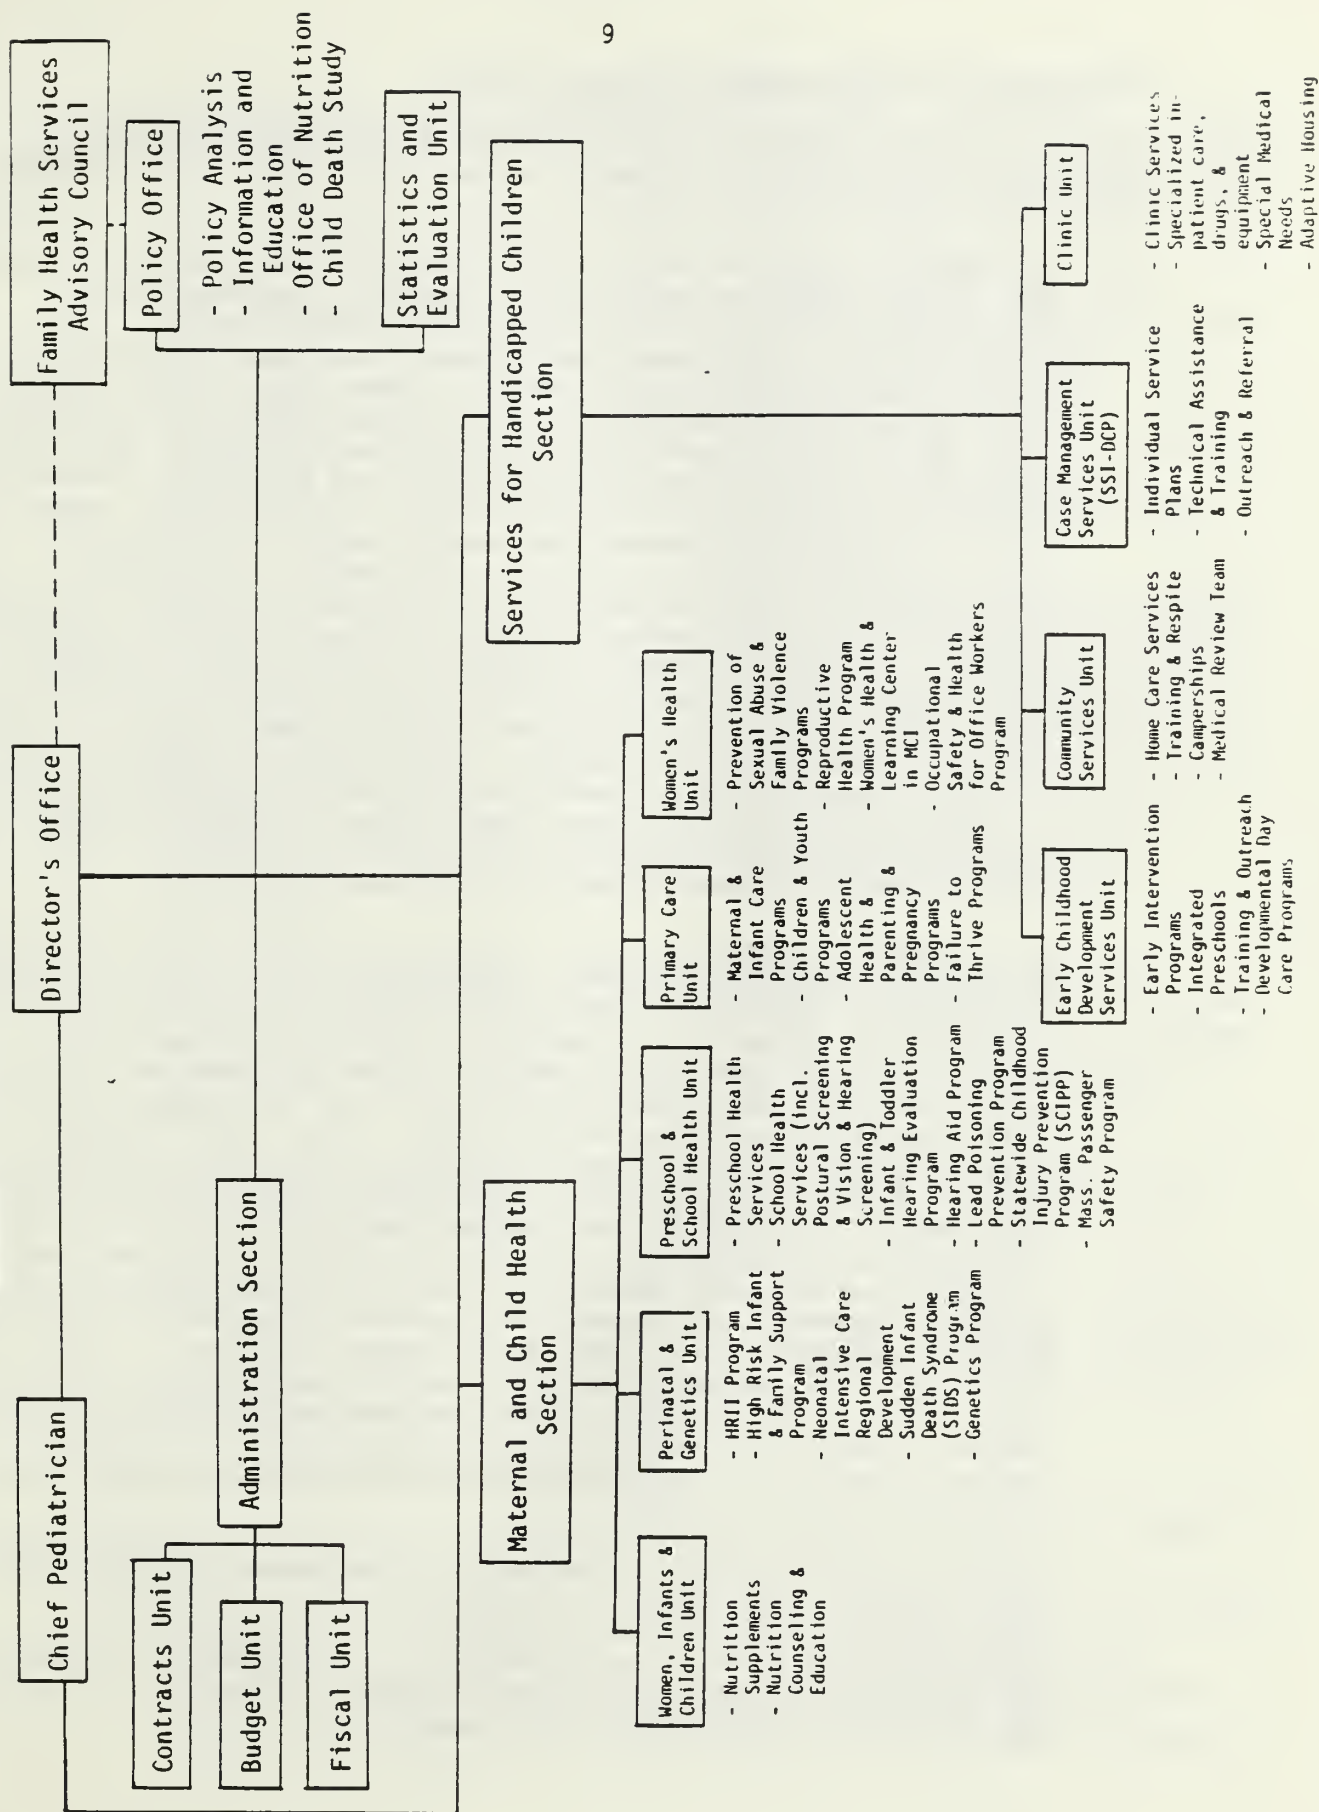 9
Family Health Services
Advisory Council
Director's Office
Chief Pediatrician
Policy Office
- Policy Analysis
- Information and
Education
- Office of Nutrition
- Child Death Study
Statistics and
Evaluation Unit
Administration Section
Contracts Unit
Budget Unit
Fiscal Unit
Maternal and Child Health
Section
Services for Handicapped Children
Section
Women, Infants &
Children Unit
- Nutrition
Supplements
- Nutrition
Counseling &
Education
Perinatal &
Genetics Unit
- HRII Program
- High Risk Infant
& Family Support
Program
- Neonatal
Intensive Care
Regional
Development
- Sudden Infant
Death Syndrome
(SIDS) Program
- Genetics Program
Preschool &
School Health Unit
- Preschool Health
Services
- School Health
Services (incl.
Postural Screening
& Vision & Hearing
Screening)
- Infant & Toddler
Hearing Evaluation
Program
- Hearing Aid Program
- Lead Poisoning
Prevention Program
- Statewide Childhood
Injury Prevention
Program (SCIPP)
- Mass. Passenger
Safety Program
Primary Care
Unit
- Maternal &
Infant Care
Programs
- Children & Youth
Programs
- Adolescent
Health &
Parenting &
Pregnancy
Programs
- Failure to
Thrive Programs
Women's Health
Unit
- Prevention of
Sexual Abuse &
Family Violence
Programs
- Reproductive
Health Program
- Women's Health &
Learning Center
in MCI
- Occupational
Safety & Health
for Office Workers
Program
Early Childhood
Development
Services Unit
- Early Intervention
Programs
- Integrated
Preschools
- Training & Outreach
- Developmental Day
Care Programs
Community
Services Unit
- Home Care Services
- Training & Respite
- Camperships
- Medical Review Team
Case Management
Services Unit
(SSI-DCP)
- Individual Service
Plans
- Technical Assistance
& Training
- Outreach & Referral
Clinic Unit
- Clinic Services
- Specialized in-
patient care,
drugs, &
equipment
- Special Medical
Needs
- Adaptive Housing